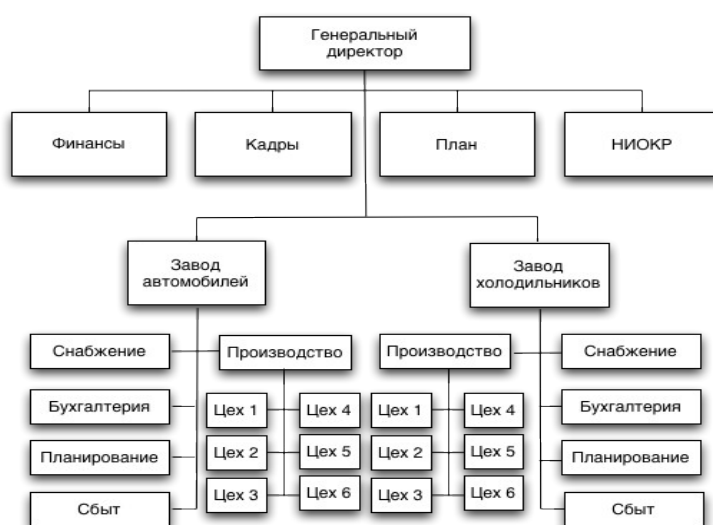 Генеральный
директор
Финансы
Кадры
План
НИОКР
Завод
автомобилей
Завод
холодильников
Снабжение
Производство
Производство
Снабжение
Бухгалтерия
Цех 1
Цех 4
Цех 1
Цех 4
Бухгалтерия
Планирование
Цех 2
Цех 5
Цех 2
Цех 5
Планирование
Сбыт
Цех 3
Цех 6
Цех 3
Цех 6
Сбыт